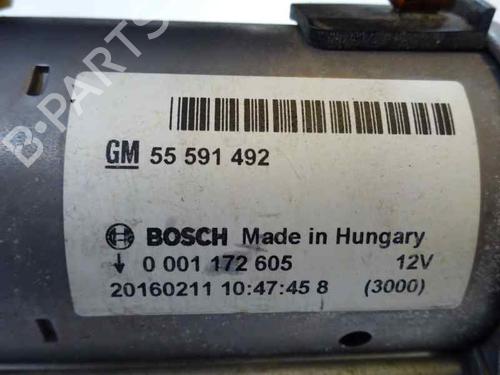 GM 55 591 492
BOSCH Made in Hungary
0 001 172 605 12V
20160211 10:47:45 8 (3000)
B-PARTS